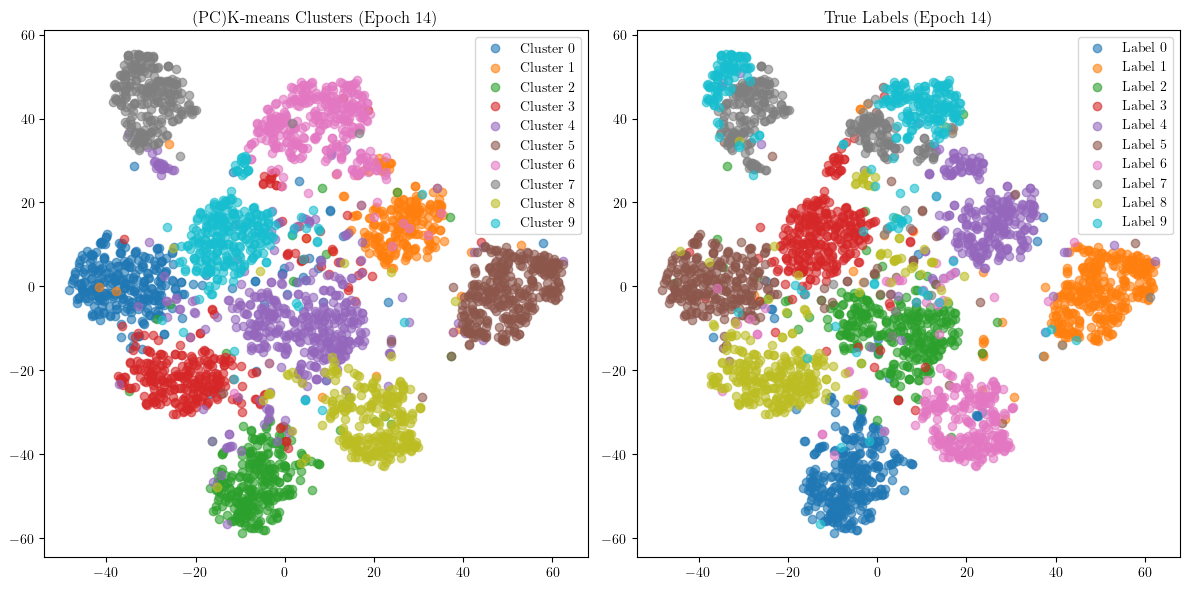 (PC)K-means Clusters (Epoch 14)
60
40
20
0
−20
−40
−60
−40
−20
0
20
40
60
Cluster 0
Cluster 1
Cluster 2
Cluster 3
Cluster 4
Cluster 5
Cluster 6
Cluster 7
Cluster 8
Cluster 9
True Labels (Epoch 14)
60
40
20
0
−20
−40
−60
−40
−20
0
20
40
60
Label 0
Label 1
Label 2
Label 3
Label 4
Label 5
Label 6
Label 7
Label 8
Label 9